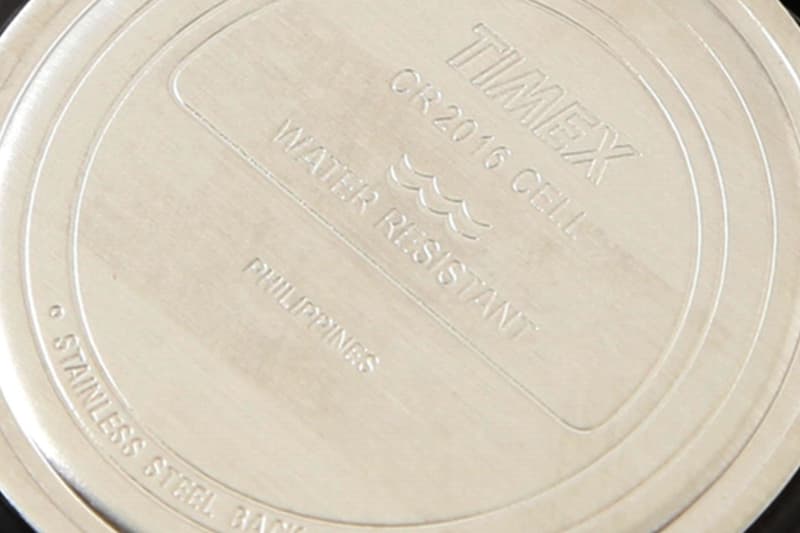 TIMEX
CR 2016 CELL
WATER RESISTANT
PHILIPPINES
• STAINLESS STEEL BACK